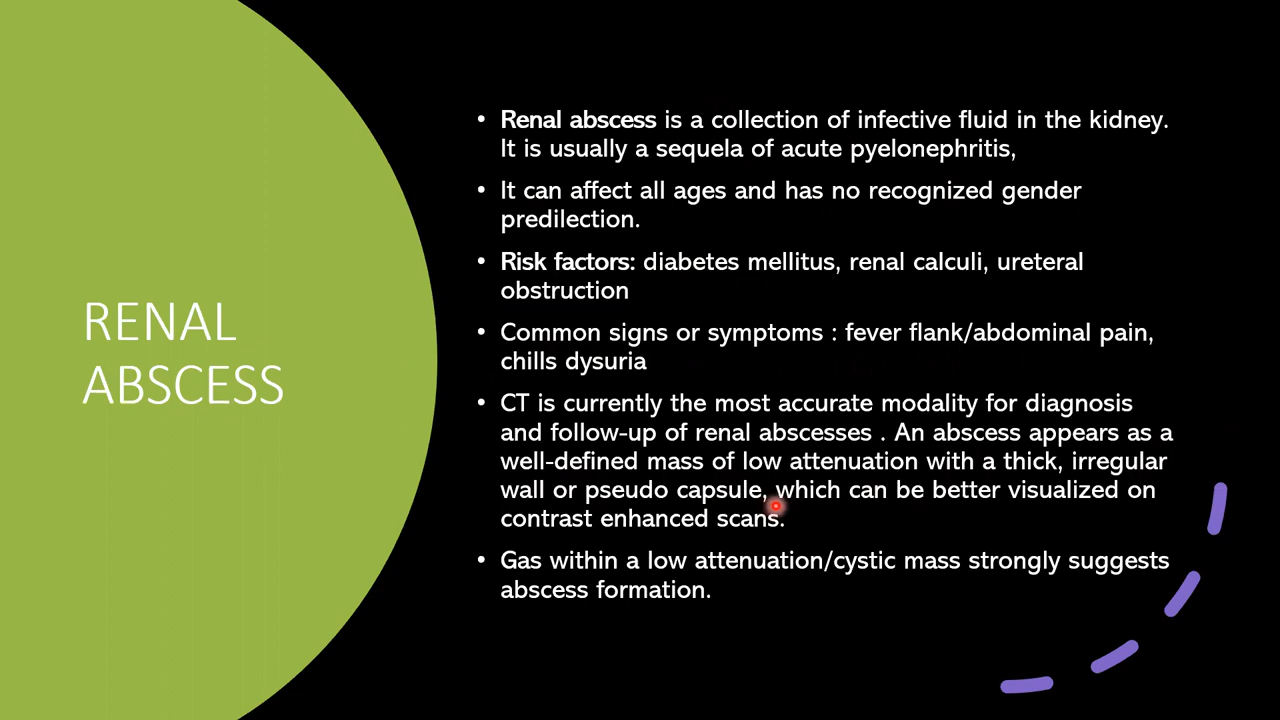 RENAL
ABSCESS
• Renal abscess is a collection of infective fluid in the kidney.
It is usually a sequela of acute pyelonephritis,
• It can affect all ages and has no recognized gender
predilection.
• Risk factors: diabetes mellitus, renal calculi, ureteral
obstruction
• Common signs or symptoms : fever flank/abdominal pain,
chills dysuria
• CT is currently the most accurate modality for diagnosis
and follow-up of renal abscesses . An abscess appears as a
well-defined mass of low attenuation with a thick, irregular
wall or pseudo capsule, which can be better visualized on
contrast enhanced scans.
• Gas within a low attenuation/cystic mass strongly suggests
abscess formation.